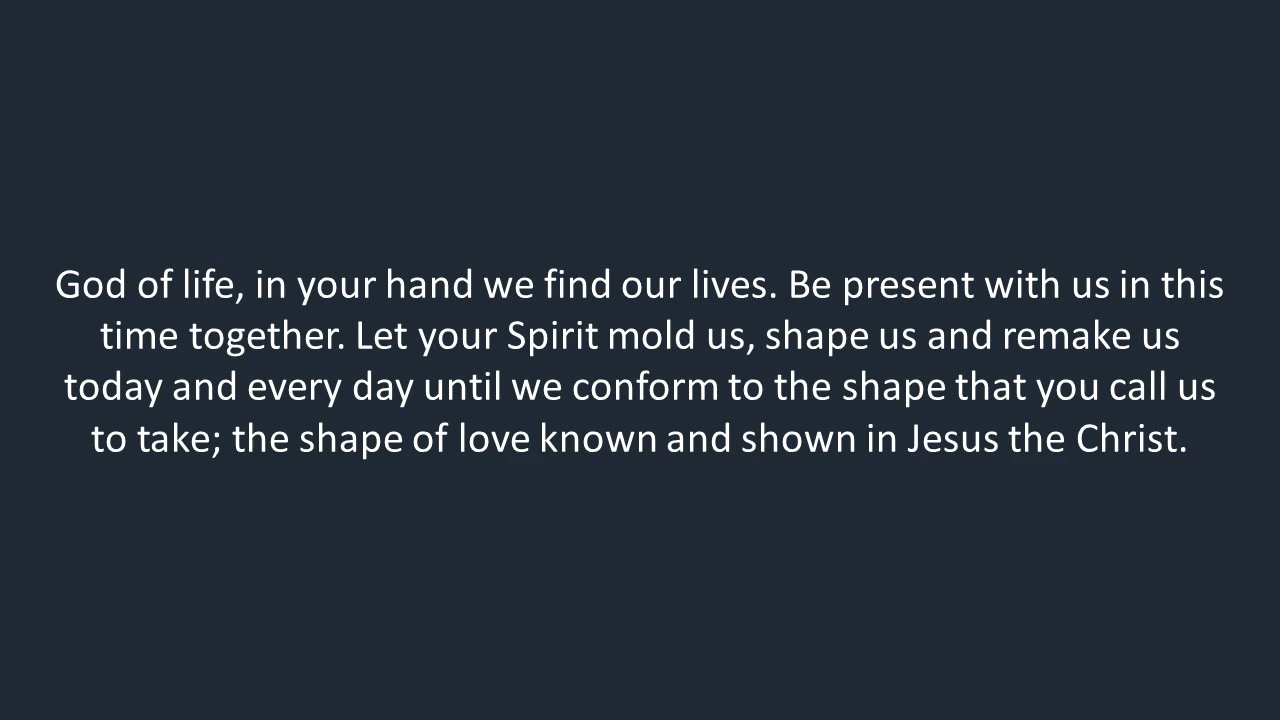 God of life, in your hand we find our lives. Be present with us in this
time together. Let your Spirit mold us, shape us and remake us
today and every day until we conform to the shape that you call us
to take; the shape of love known and shown in Jesus the Christ.